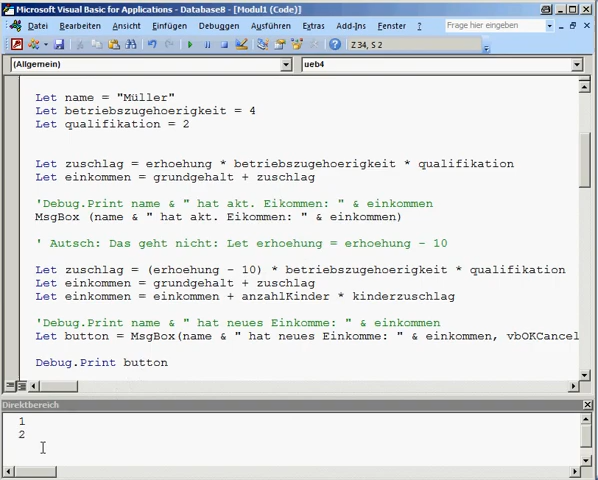 Microsoft Visual Basic for Applications - Database8 - [Modul1 (Code)]
Datei Bearbeiten Ansicht Einfügen Debuggen Ausführen Extras Add-Ins Fenster ? Frage hier eingeben
Z 34, S 2
(Allgemein) ueb4
Let name = "Müller"
Let betriebszugehoerigkeit = 4
Let qualifikation = 2
Let zuschlag = erhoehung * betriebszugehoerigkeit * qualifikation
Let einkommen = grundgehalt + zuschlag
'Debug.Print name & " hat akt. Eikommen: " & einkommen
MsgBox (name & " hat akt. Eikommen: " & einkommen)
' Autsch: Das geht nicht: Let erhoehung = erhoehung - 10
Let zuschlag = (erhoehung - 10) * betriebszugehoerigkeit * qualifikation
Let einkommen = grundgehalt + zuschlag
Let einkommen = einkommen + anzahlKinder * kinderzuschlag
'Debug.Print name & " hat neues Einkomme: " & einkommen
Let button = MsgBox(name & " hat neues Einkomme: " & einkommen, vbOKCancel
Debug.Print button
Direktbereich
1
2